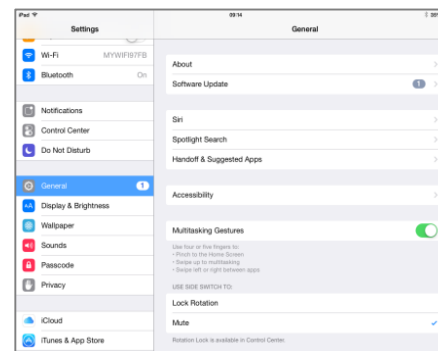 iPad
09:14
38%
Settings
General
Wi-Fi
MYWIFI87FB
Bluetooth
On
Notifications
Control Center
Do Not Disturb
General
1
Display & Brightness
Wallpaper
Sounds
Passcode
Privacy
iCloud
iTunes & App Store
About
Software Update
1
Siri
Spotlight Search
Handoff & Suggested Apps
Accessibility
Multitasking Gestures
Use four or five fingers to:
- Pinch to the Home Screen
- Swipe up to multitasking
- Swipe left or right between apps
USE SIDE SWITCH TO:
Lock Rotation
Mute
Rotation Lock is available in Control Center.